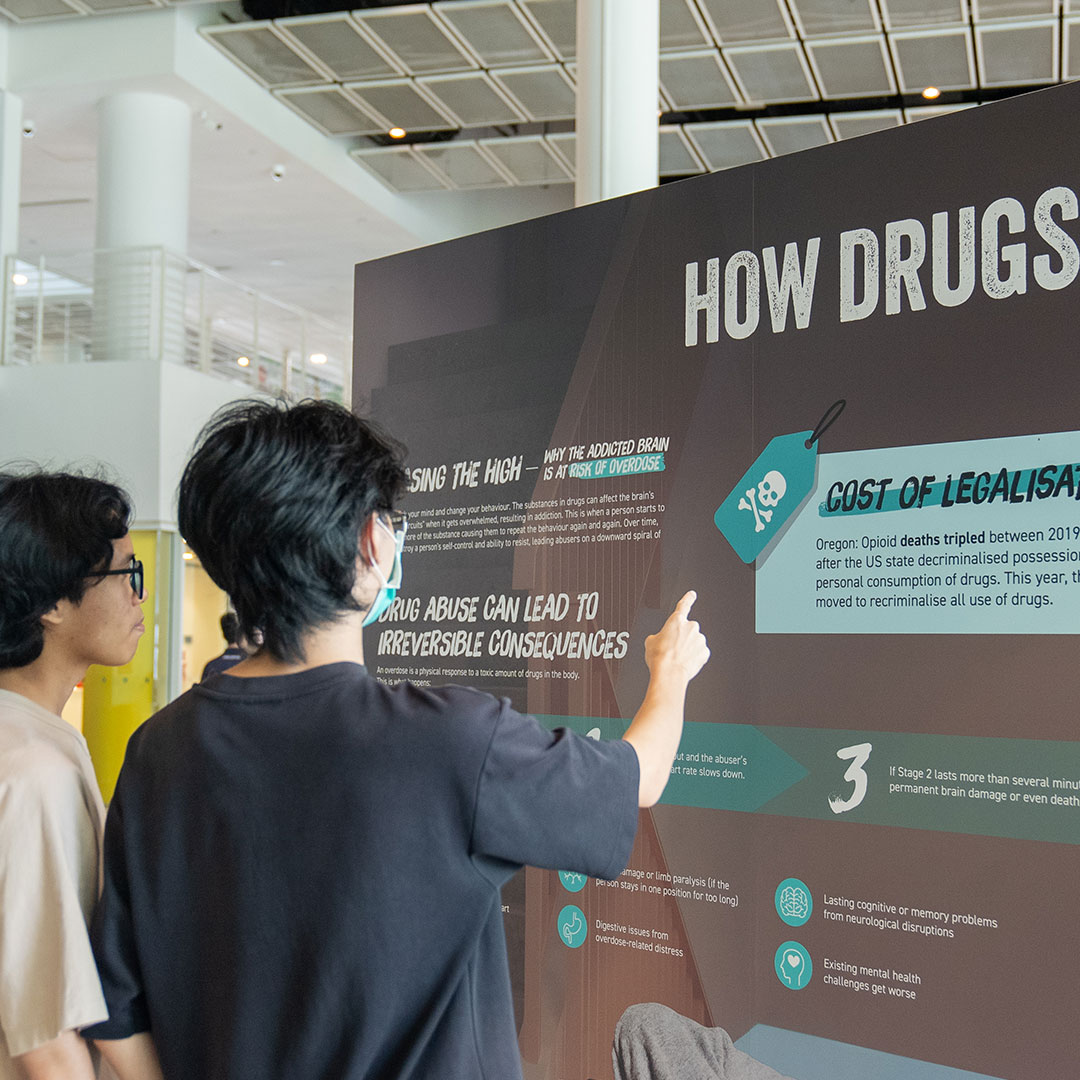 HOW DRUGS
ASING THE HIGH – WHY THE ADDICTED BRAIN
IS AT RISK OF OVERDOSE
your mind and change your behaviour. The substances in drugs can affect the brain's
when it gets overwhelmed, resulting in addiction. This is when a person starts to
more of the substance causing them to repeat the behaviour again and again. Over time,
a person's self-control and ability to resist, leading abusers on a downward spiral of
DRUG ABUSE CAN LEAD TO
IRREVERSIBLE CONSEQUENCES
An overdose is a physical response to a toxic amount of drugs in the body.
This is what happens:
COST OF LEGALISAT
Oregon: Opioid deaths tripled between 2019
after the US state decriminalised possessio
personal consumption of drugs. This year, th
moved to recriminalise all use of drugs.
out and the abuser's
art rate slows down.
3
If Stage 2 lasts more than several minut
permanent brain damage or even death
amage or limb paralysis (if the
person stays in one position for too long)
Digestive issues from
overdose-related distress
Lasting cognitive or memory problems
from neurological disruptions
Existing mental health
challenges get worse